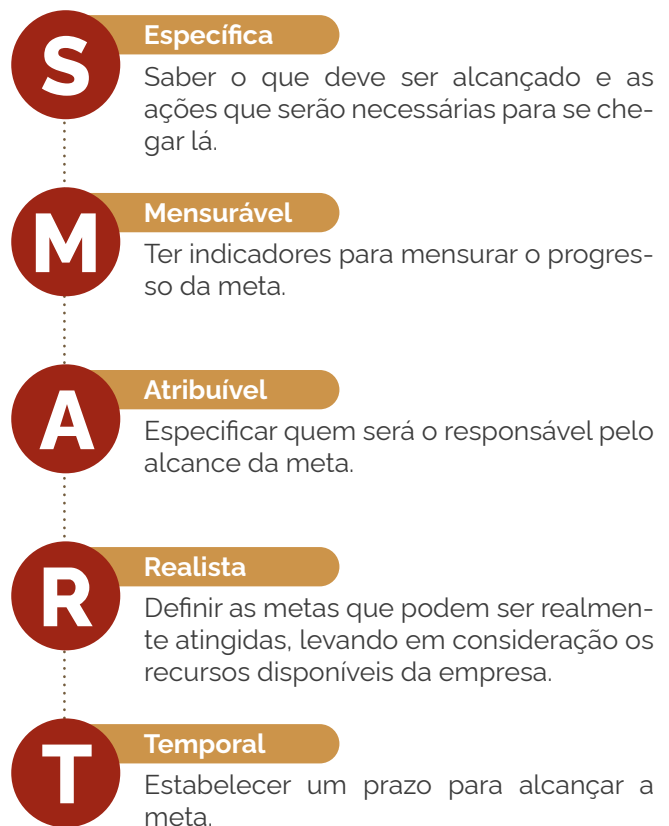 S
Específica
Saber o que deve ser alcançado e as
ações que serão necessárias para se che-
gar lá.
M
Mensurável
Ter indicadores para mensurar o progres-
so da meta.
A
Atribuível
Especificar quem será o responsável pelo
alcance da meta.
R
Realista
Definir as metas que podem ser realmen-
te atingidas, levando em consideração os
recursos disponíveis da empresa.
T
Temporal
Estabelecer um prazo para alcançar a
meta.